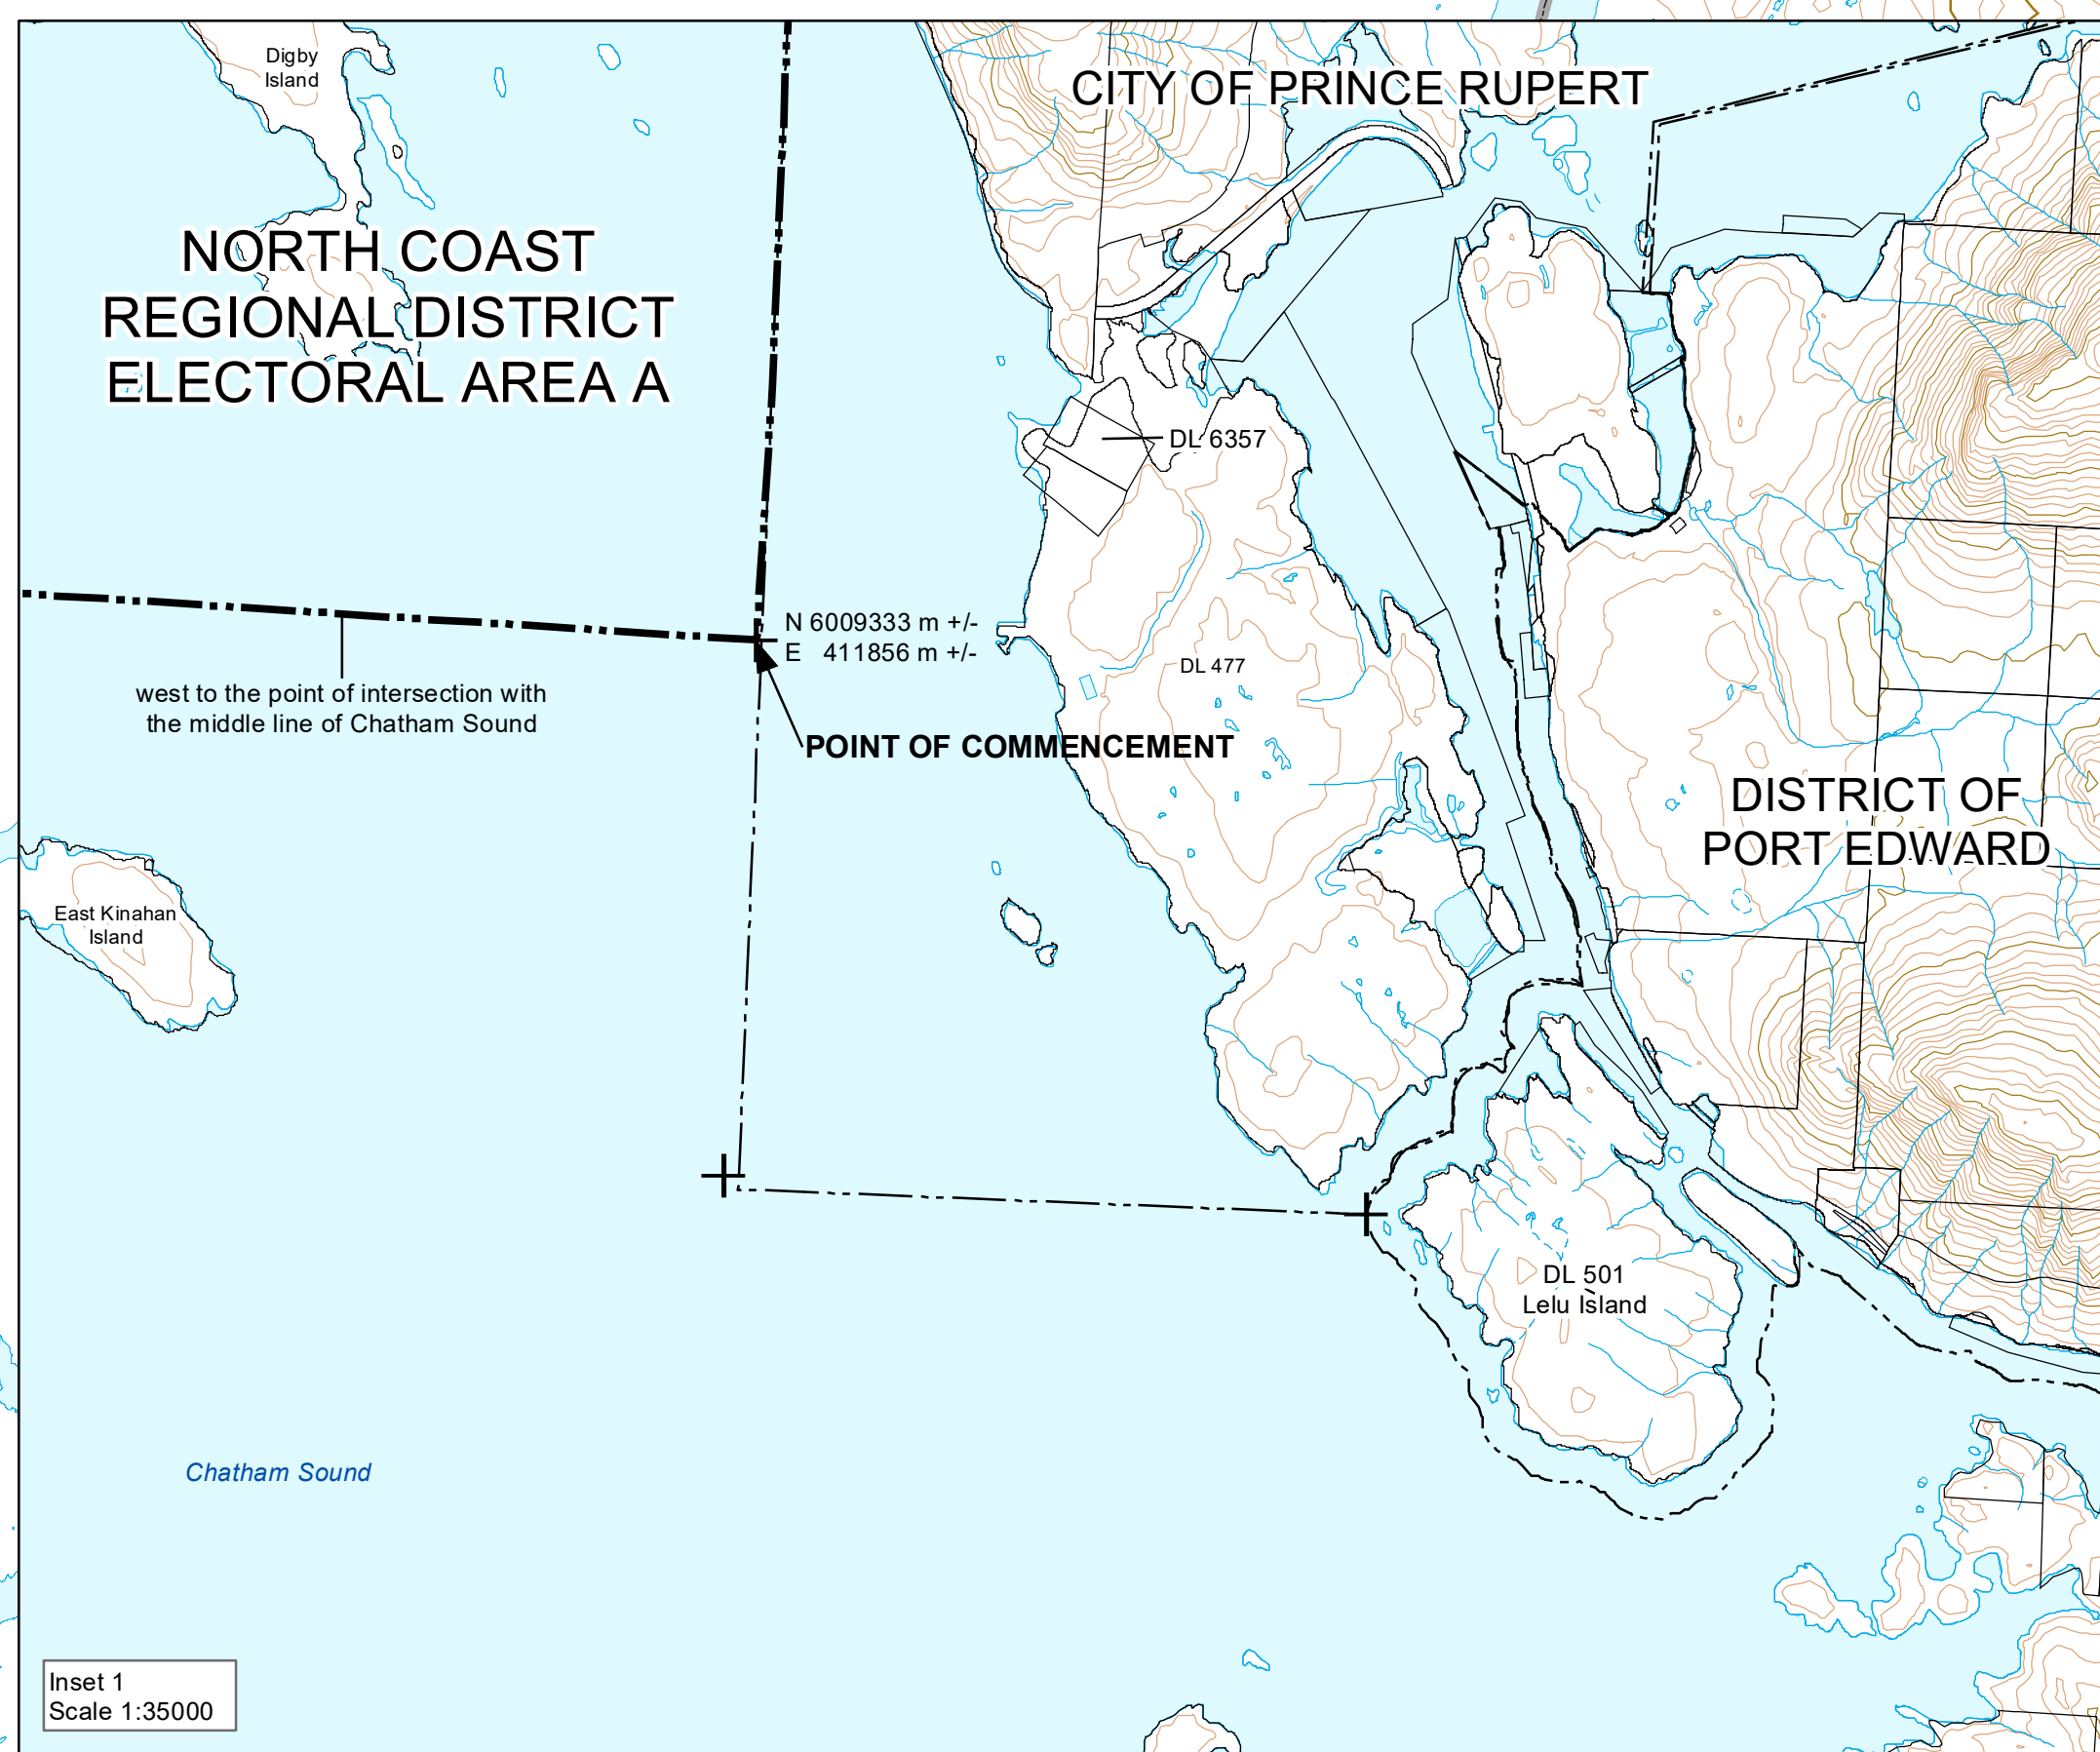 Digby
Island
CITY OF PRINCE RUPERT
NORTH COAST
REGIONAL DISTRICT
ELECTORAL AREA A
DL 6357
N 6009333 m +/-
E 411856 m +/-
DL 477
west to the point of intersection with
the middle line of Chatham Sound
POINT OF COMMENCEMENT
DISTRICT OF
PORT EDWARD
East Kinahan
Island
DL 501
Lelu Island
Chatham Sound
Inset 1
Scale 1:35000